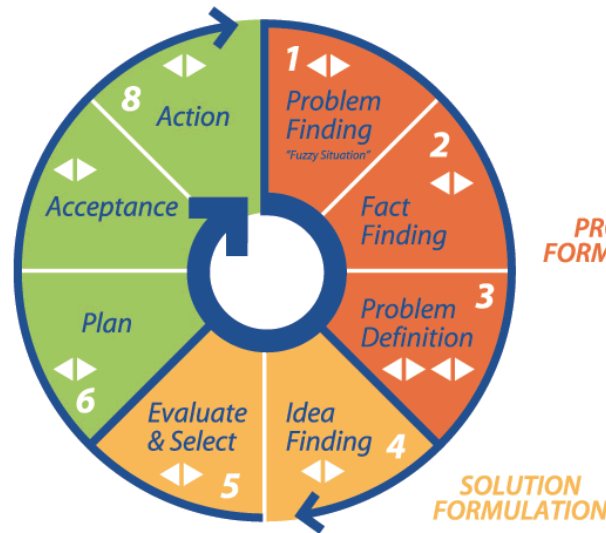 1
Problem
Finding
"Fuzzy Situation"
2
Fact
Finding
3
Problem
Definition
4
Idea
Finding
5
Evaluate
& Select
6
Plan
Acceptance
8
Action
SOLUTION
FORMULATION